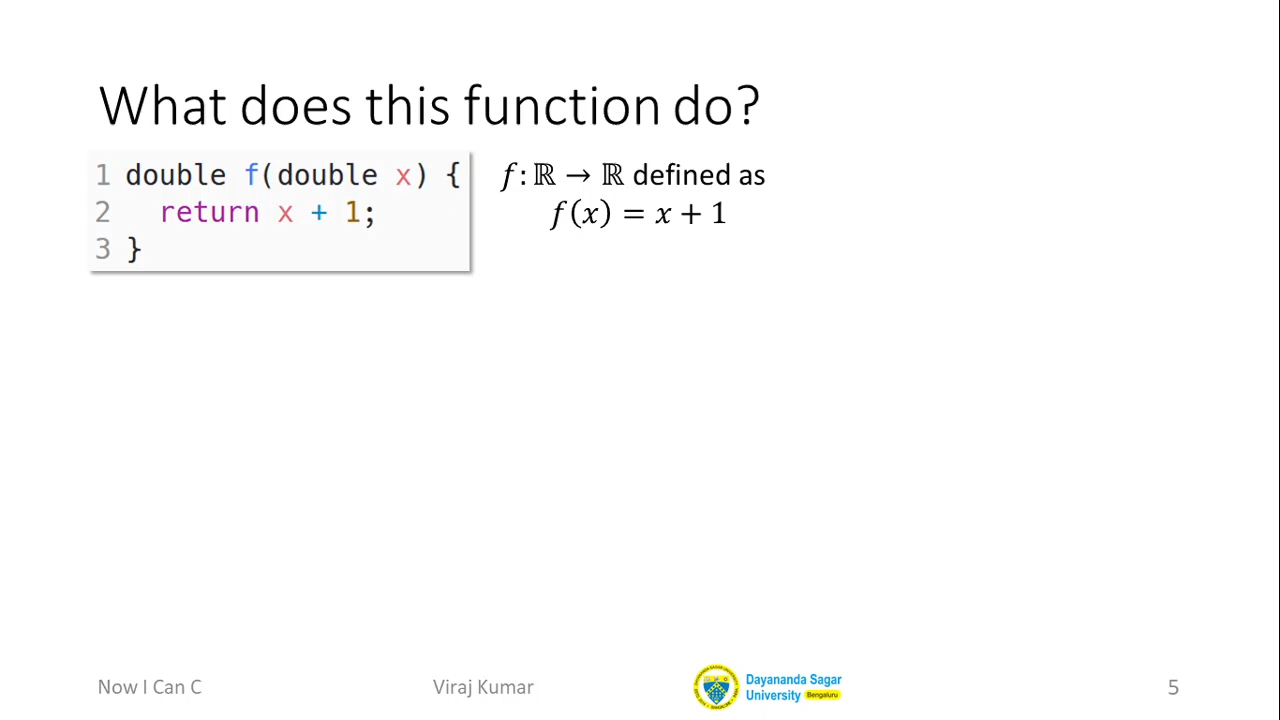 What does this function do?
1 double f(double x) {
2   return x + 1;
3 }
𝑓: ℝ → ℝ defined as
𝑓(𝑥) = 𝑥 + 1
Now I Can C
Viraj Kumar
Dayananda Sagar
University Bengaluru
5